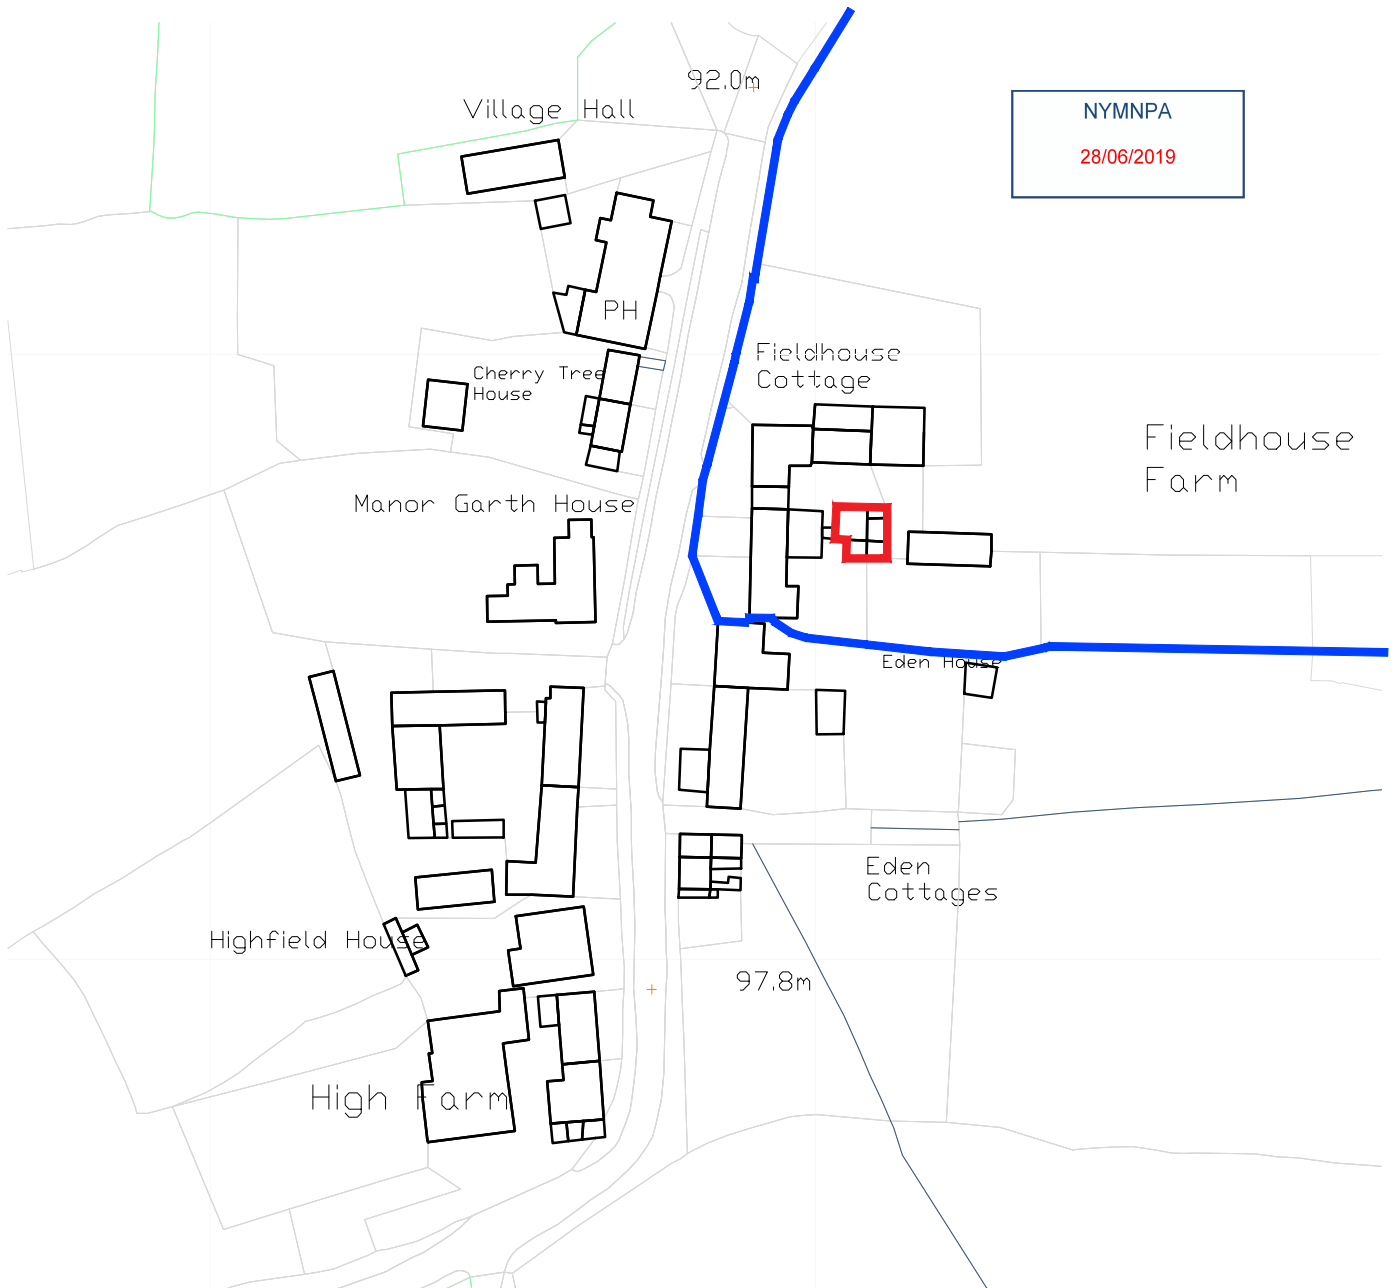 92.0m
NYMNPA
Village Hall
28/06/2019
PH
Fieldhouse
Cottage
Cherry Tree
House
Fieldhouse
Farm
Manor Garth House
Eden House
Eden
Cottages
Highfield House
97.8m
High Farm